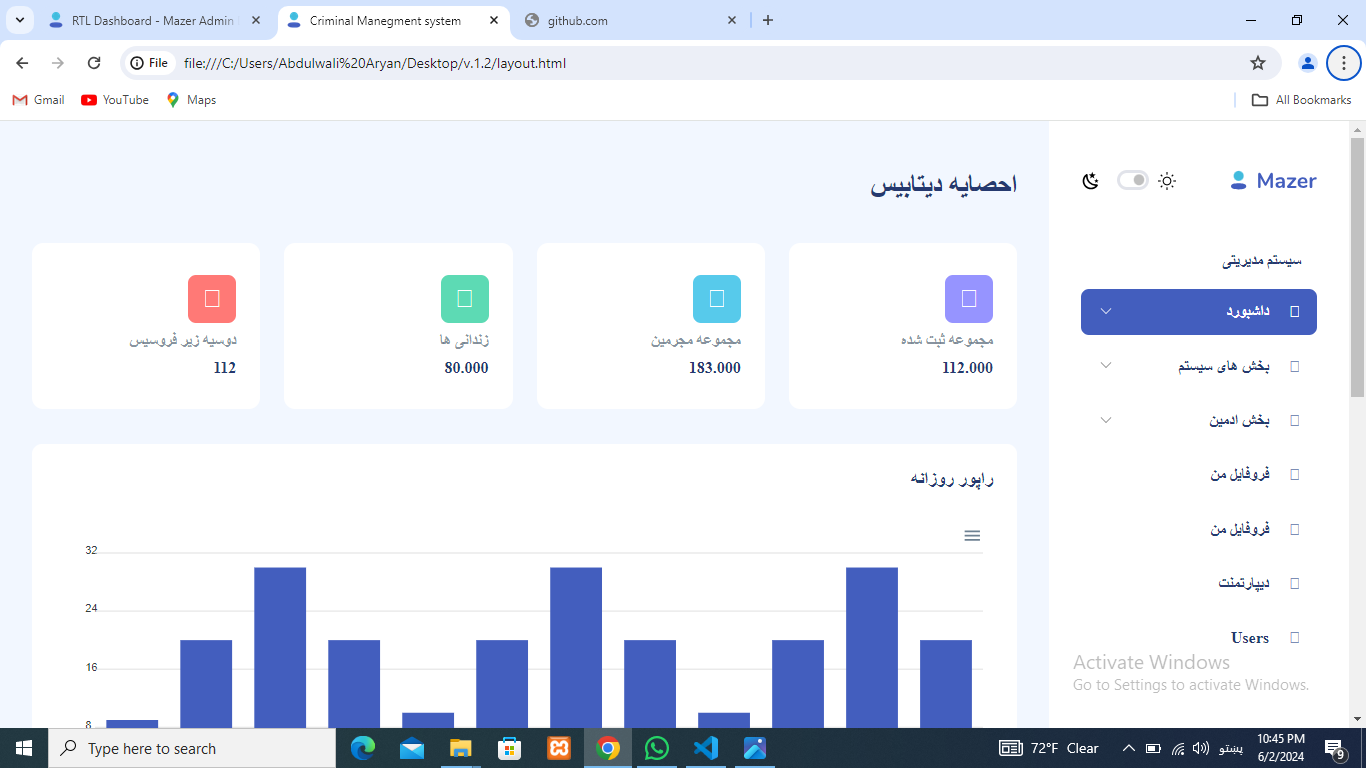 RTL Dashboard - Mazer Admin
Criminal Manegment system
github.com
File
file:///C:/Users/Abdulwali%20Aryan/Desktop/v.1.2/layout.html
Gmail
YouTube
Maps
All Bookmarks
Mazer
سیستم مدیریتی
داشبورد
بخش های سیستم
بخش ادمین
فروفایل من
فروفایل من
دیپارتمنت
Users
احصایه دیتابیس
مجموعه ثبت شده
112.000
مجموعه مجرمین
183.000
زندانی ها
80.000
دوسیه زیر فروسیس
112
راپور روزانه
32
24
16
8
Activate Windows
Go to Settings to activate Windows.
Type here to search
72°F Clear
پښتو
10:45 PM
6/2/2024
9